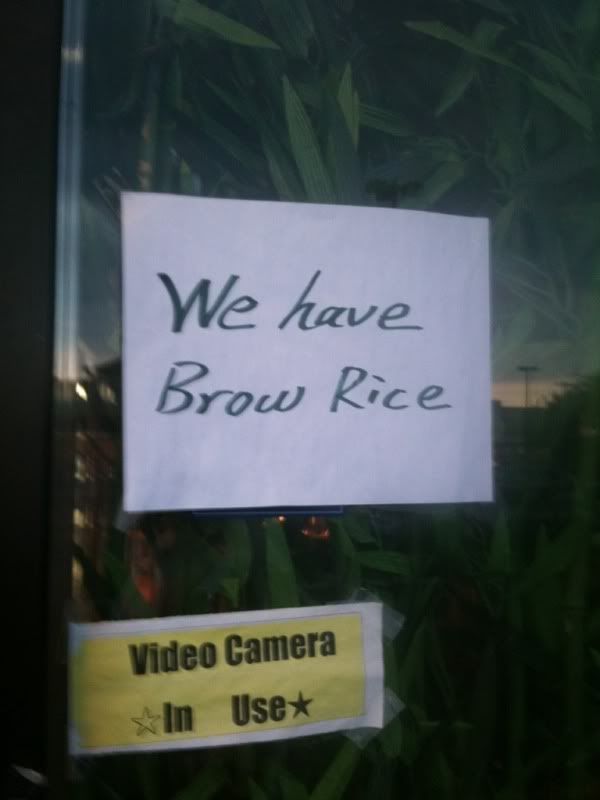 We have
Brow Rice
Video Camera
☆In Use★